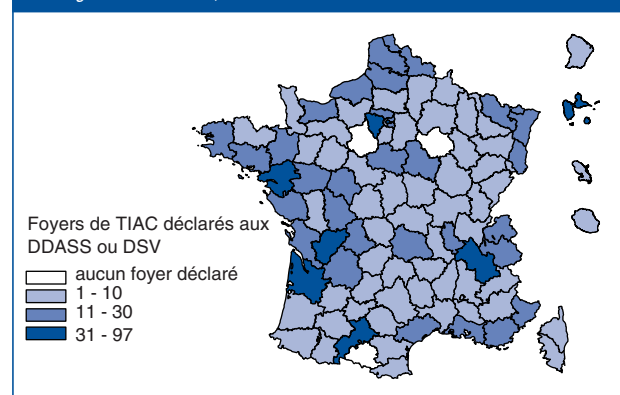 Foyers de TIAC déclarés aux
DDASS ou DSV
aucun foyer déclaré
1 - 10
11 - 30
31 - 97